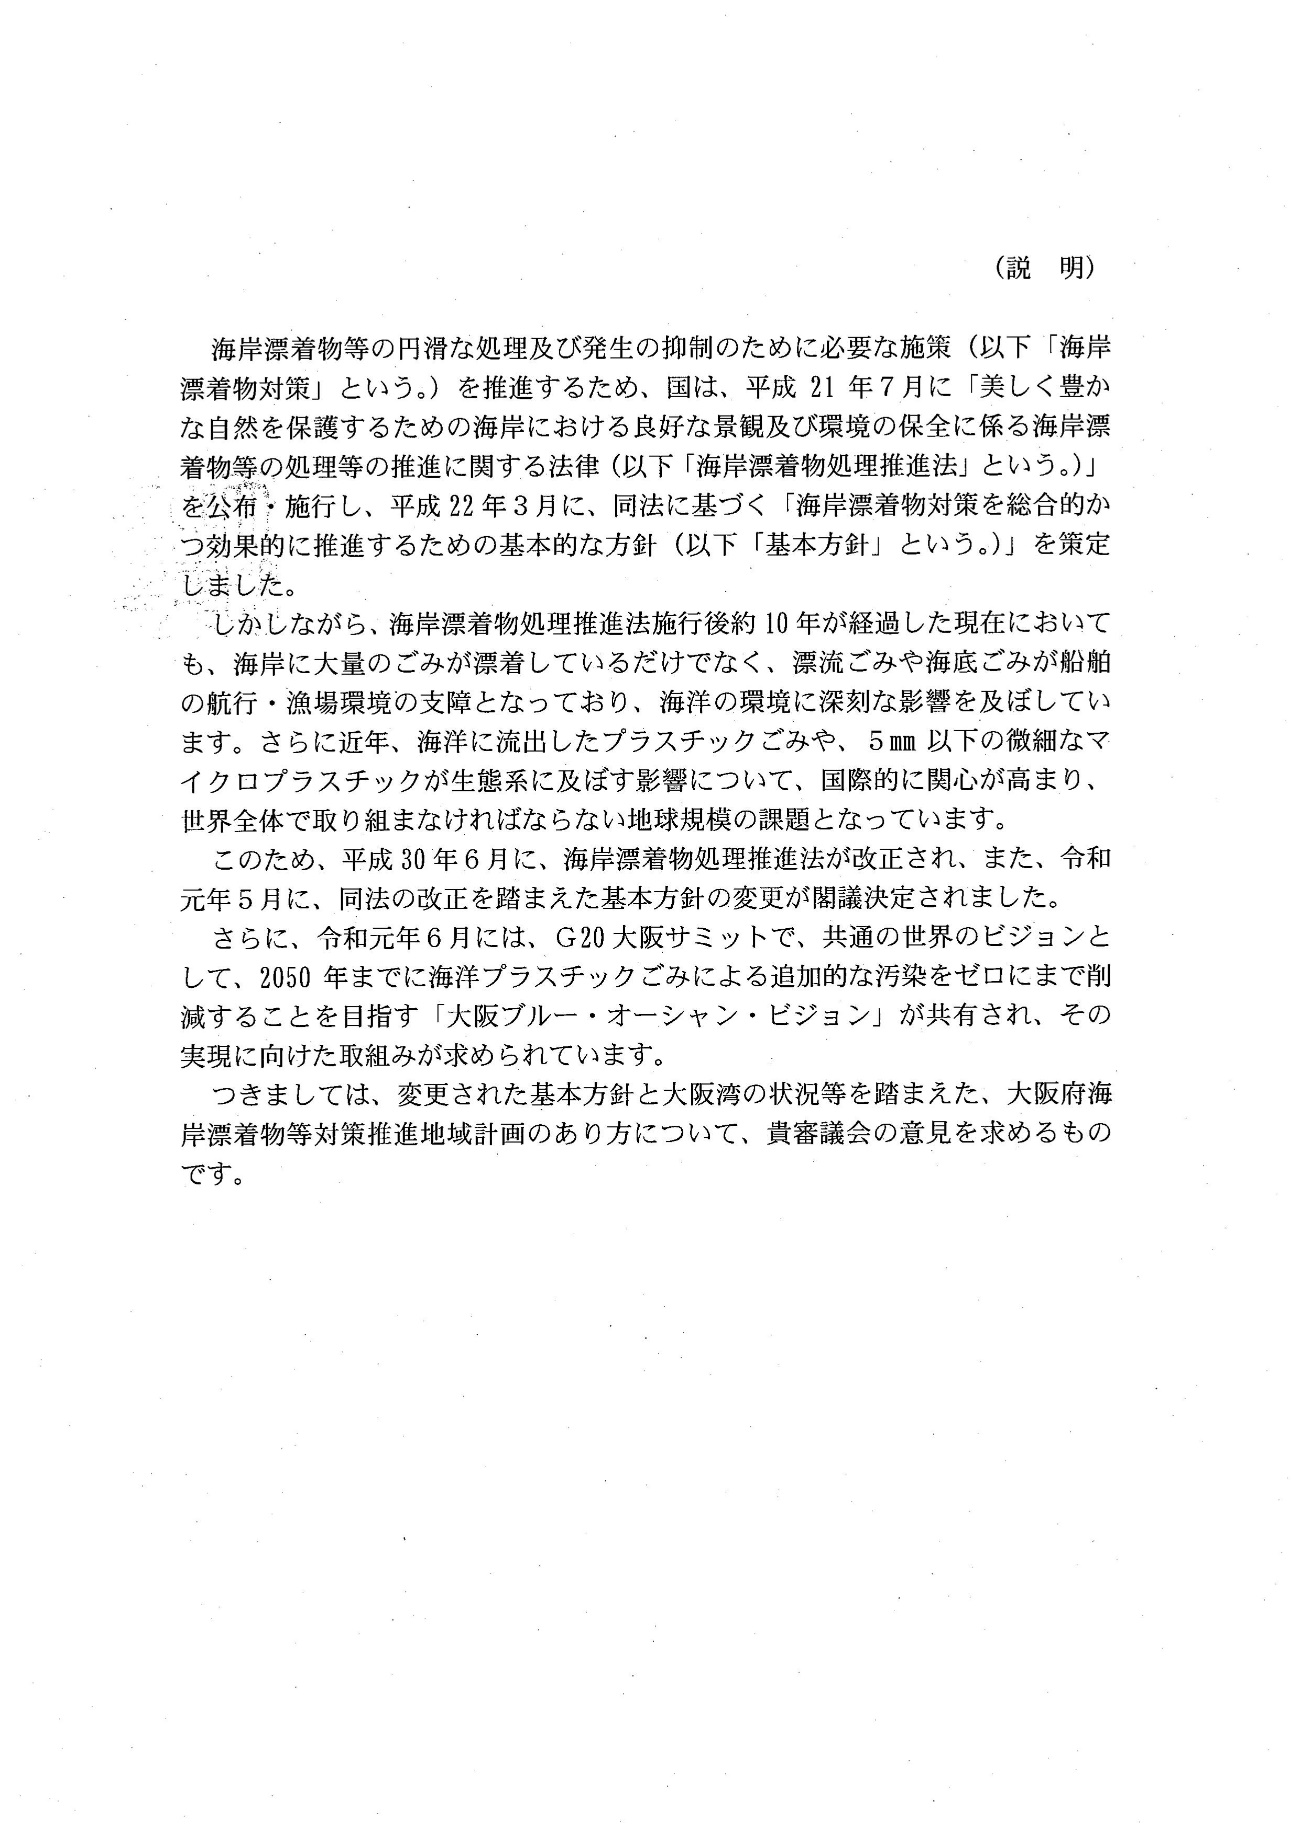 （説　明）
海岸漂着物等の円滑な処理及び発生の抑制のために必要な施策（以下「海岸
漂着物対策」という。）を推進するため、国は、平成 21 年７月に「美しく豊か
な自然を保護するための海岸における良好な景観及び環境の保全に係る海岸漂
着物等の処理等の推進に関する法律（以下「海岸漂着物処理推進法」という。）」
を公布・施行し、平成 22 年３月に、同法に基づく「海岸漂着物対策を総合的か
つ効果的に推進するための基本的な方針（以下「基本方針」という。）」を策定
しました。
しかしながら、海岸漂着物処理推進法施行後約 10 年が経過した現在において
も、海岸に大量のごみが漂着しているだけでなく、漂流ごみや海底ごみが船舶
の航行・漁場環境の支障となっており、海洋の環境に深刻な影響を及ぼしてい
ます。さらに近年、海洋に流出したプラスチックごみや、５㎜ 以下の微細なマ
イクロプラスチックが生態系に及ぼす影響について、国際的に関心が高まり、
世界全体で取り組まなければならない地球規模の課題となっています。
このため、平成 30 年６月に、海岸漂着物処理推進法が改正され、また、令和
元年５月に、同法の改正を踏まえた基本方針の変更が閣議決定されました。
さらに、令和元年６月には、Ｇ20 大阪サミットで、共通の世界のビジョンと
して、2050 年までに海洋プラスチックごみによる追加的な汚染をゼロにまで削
減することを目指す「大阪ブルー・オーシャン・ビジョン」が共有され、その
実現に向けた取組みが求められています。
つきましては、変更された基本方針と大阪湾の状況等を踏まえた、大阪府海
岸漂着物等対策推進地域計画のあり方について、貴審議会の意見を求めるもの
です。